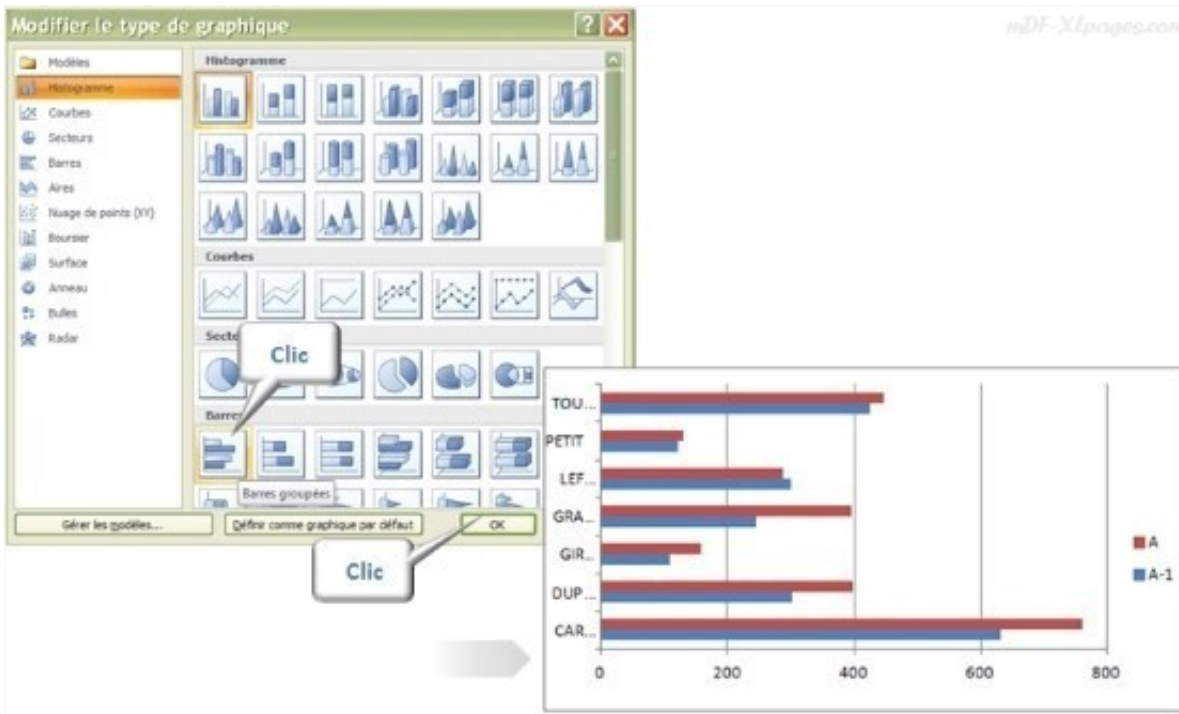 Modifier le type de graphique
mDF-XLpages.com
Modèles
Histogramme
Courbes
Secteurs
Barres
Aires
Nuage de points (XY)
Boursier
Surface
Anneau
Bulles
Radar
Histogramme
Courbes
Secte
Clic
Barres
Barres groupées
Gérer les modèles...
Définir comme graphique par défaut
OK
Clic
TOU...
PETIT
LEF...
GRA...
GIR...
DUP...
CAR...
0 200 400 600 800
A
A-1